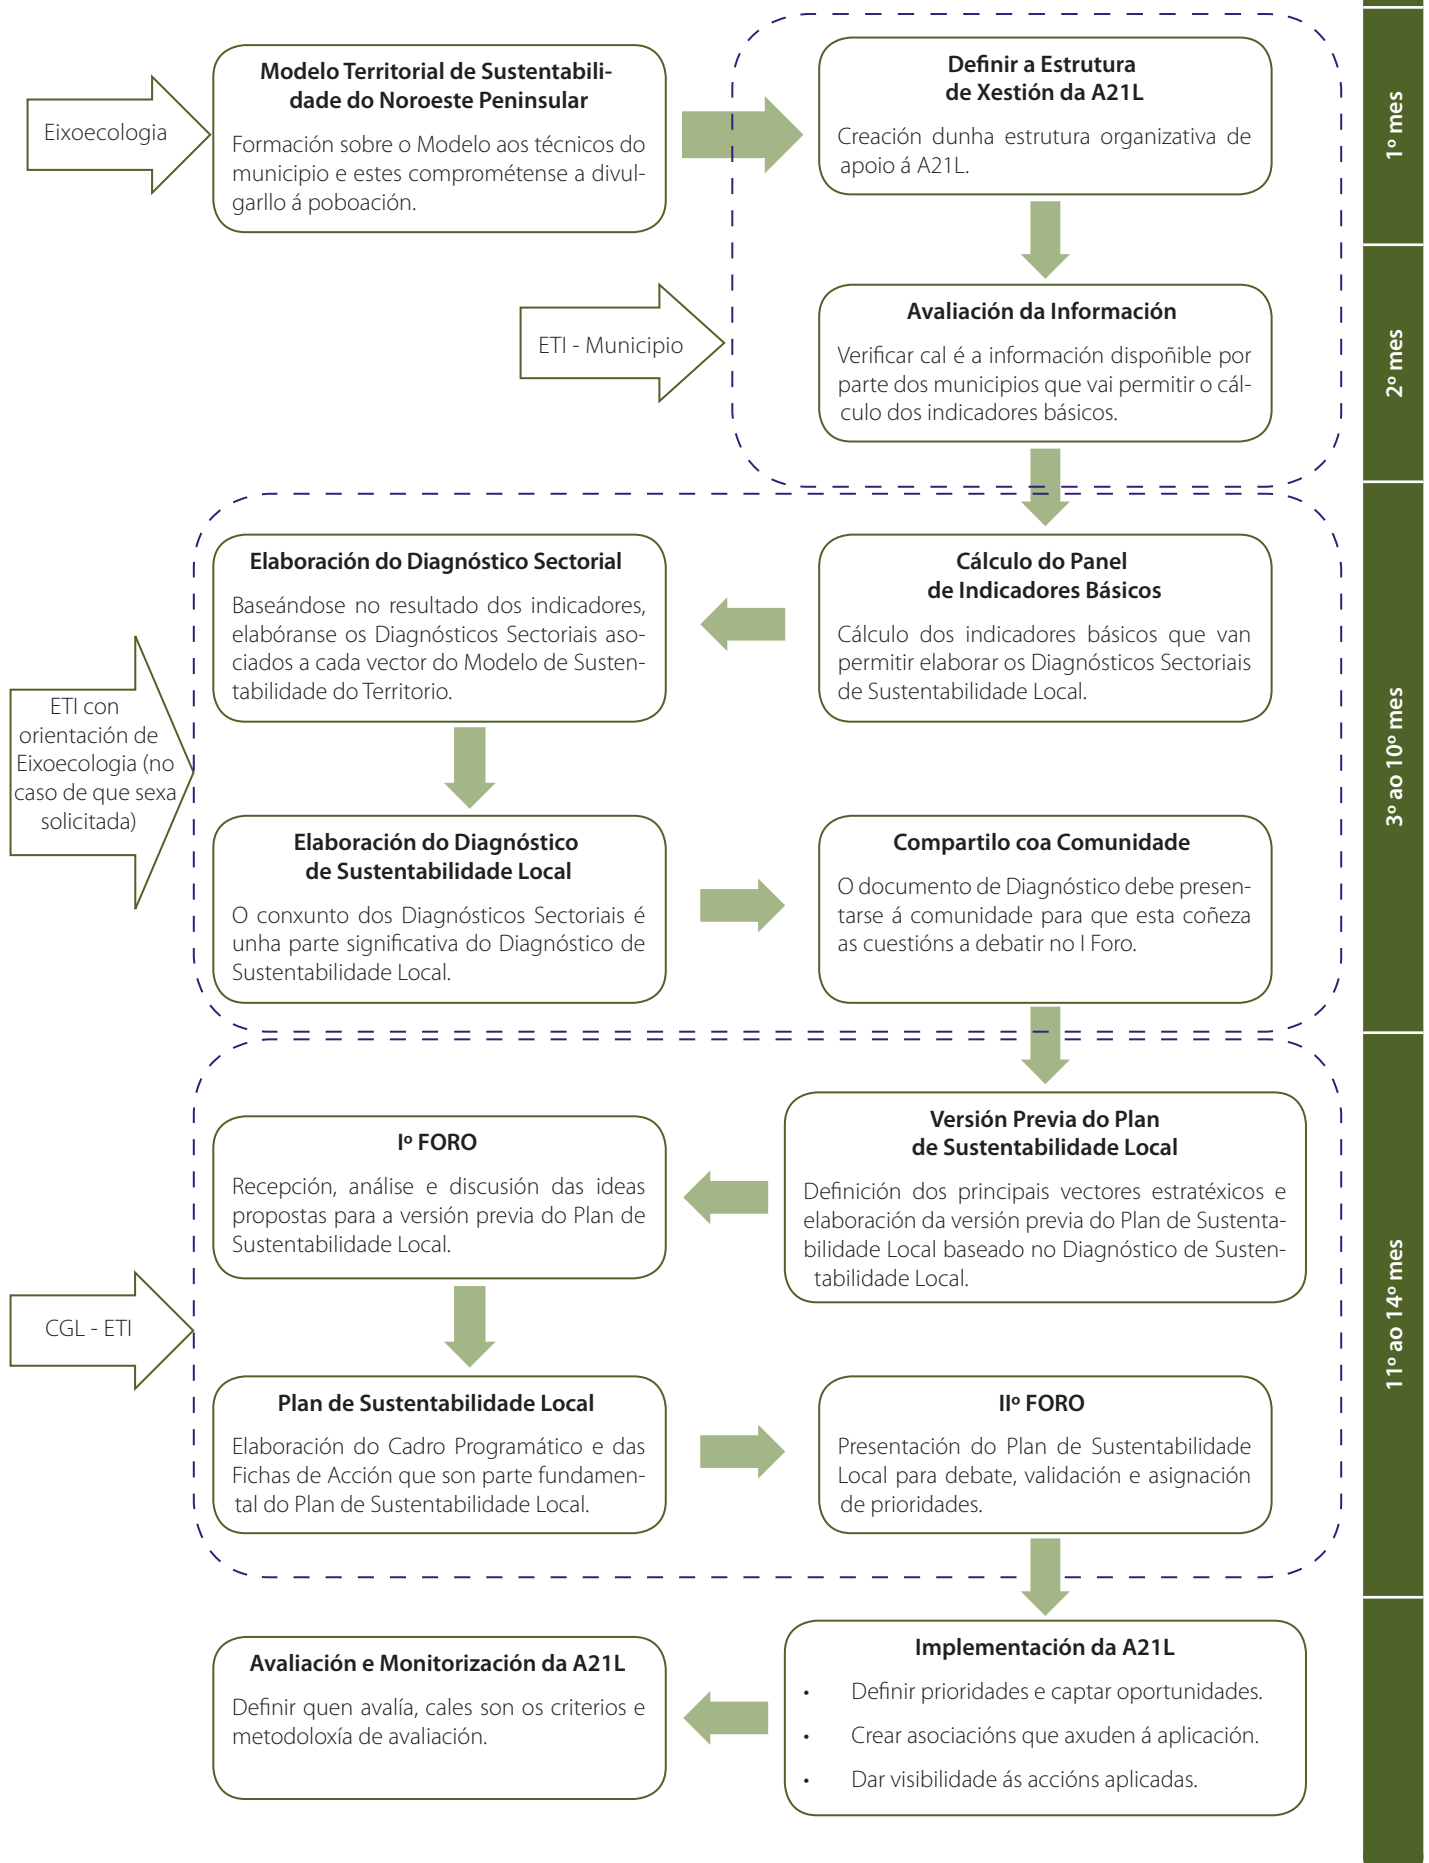 Eixoecologia
Modelo Territorial de Sustentabili-
dade do Noroeste Peninsular
Formación sobre o Modelo aos técnicos do
municipio e estes comprométense a divul-
garllo á poboación.
Definir a Estrutura
de Xestión da A21L
Creación dunha estrutura organizativa de
apoio á A21L.
1º mes
ETI - Municipio
Avaliación da Información
Verificar cal é a información dispoñible por
parte dos municipios que vai permitir o cál-
culo dos indicadores básicos.
2º mes
Cálculo do Panel
de Indicadores Básicos
Cálculo dos indicadores básicos que van
permitir elaborar os Diagnósticos Sectoriais
de Sustentabilidade Local.
Elaboración do Diagnóstico Sectorial
Baseándose no resultado dos indicadores,
elabóranse os Diagnósticos Sectoriais aso-
ciados a cada vector do Modelo de Susten-
tabilidade do Territorio.
ETI con
orientación de
Eixoecologia (no
caso de que sexa
solicitada)
3º ao 10º mes
Elaboración do Diagnóstico
de Sustentabilidade Local
O conxunto dos Diagnósticos Sectoriais é
unha parte significativa do Diagnóstico de
Sustentabilidade Local.
Compartilo coa Comunidade
O documento de Diagnóstico debe presen-
tarse á comunidade para que esta coñeza
as cuestións a debatir no I Foro.
Versión Previa do Plan
de Sustentabilidade Local
Definición dos principais vectores estratéxicos e
elaboración da versión previa do Plan de Sustenta-
bilidade Local baseado no Diagnóstico de Susten-
tabilidade Local.
Iº FORO
Recepción, análise e discusión das ideas
propostas para a versión previa do Plan de
Sustentabilidade Local.
CGL - ETI
11º ao 14º mes
Plan de Sustentabilidade Local
Elaboración do Cadro Programático e das
Fichas de Acción que son parte fundamen-
tal do Plan de Sustentabilidade Local.
IIº FORO
Presentación do Plan de Sustentabilidade
Local para debate, validación e asignación
de prioridades.
Implementación da A21L
• Definir prioridades e captar oportunidades.
• Crear asociacións que axuden á aplicación.
• Dar visibilidade ás accións aplicadas.
Avaliación e Monitorización da A21L
Definir quen avalía, cales son os criterios e
metodoloxía de avaliación.